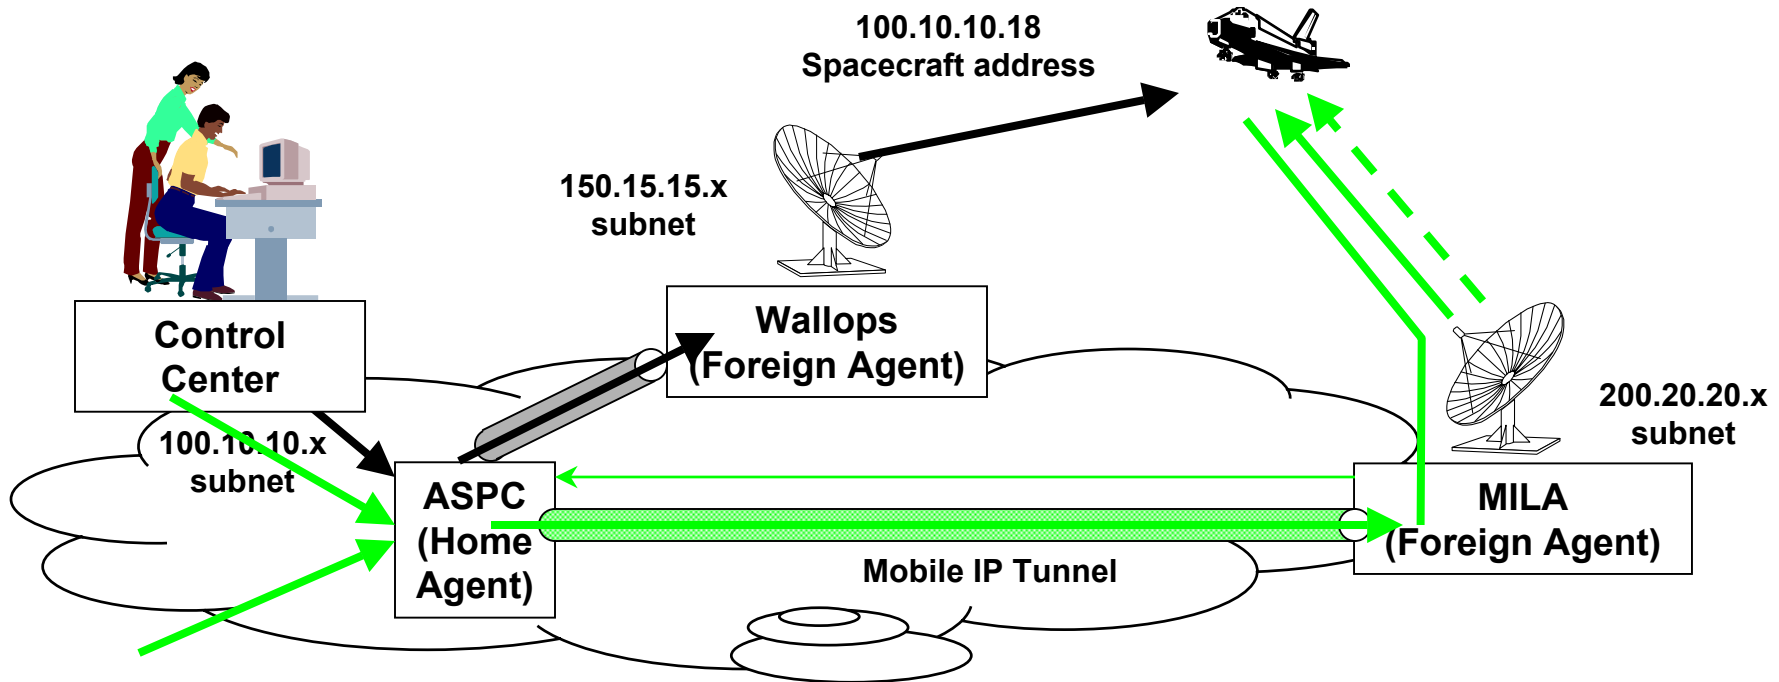 100.10.10.18
Spacecraft address
150.15.15.x
subnet
Control
Center
Wallops
(Foreign Agent)
200.20.20.x
subnet
100.10.10.x
subnet
ASPC
(Home
Agent)
MILA
(Foreign Agent)
Mobile IP Tunnel